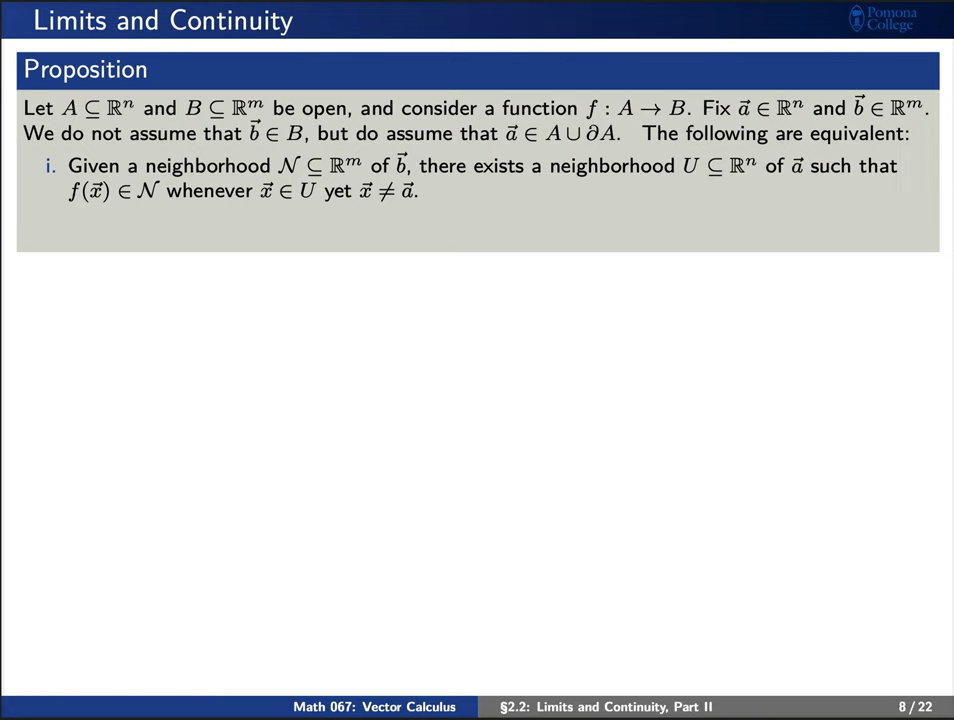 Limits and Continuity
Pomona
College
Proposition
Let A ⊆ ℝⁿ and B ⊆ ℝᵐ be open, and consider a function f : A → B. Fix a⃗ ∈ ℝⁿ and b⃗ ∈ ℝᵐ.
We do not assume that b⃗ ∈ B, but do assume that a⃗ ∈ A ∪ ∂A. The following are equivalent:
i. Given a neighborhood 𝒩 ⊆ ℝᵐ of b⃗, there exists a neighborhood U ⊆ ℝⁿ of a⃗ such that
f(x⃗) ∈ 𝒩 whenever x⃗ ∈ U yet x⃗ ≠ a⃗.
Math 067: Vector Calculus
§2.2: Limits and Continuity, Part II
8 / 22